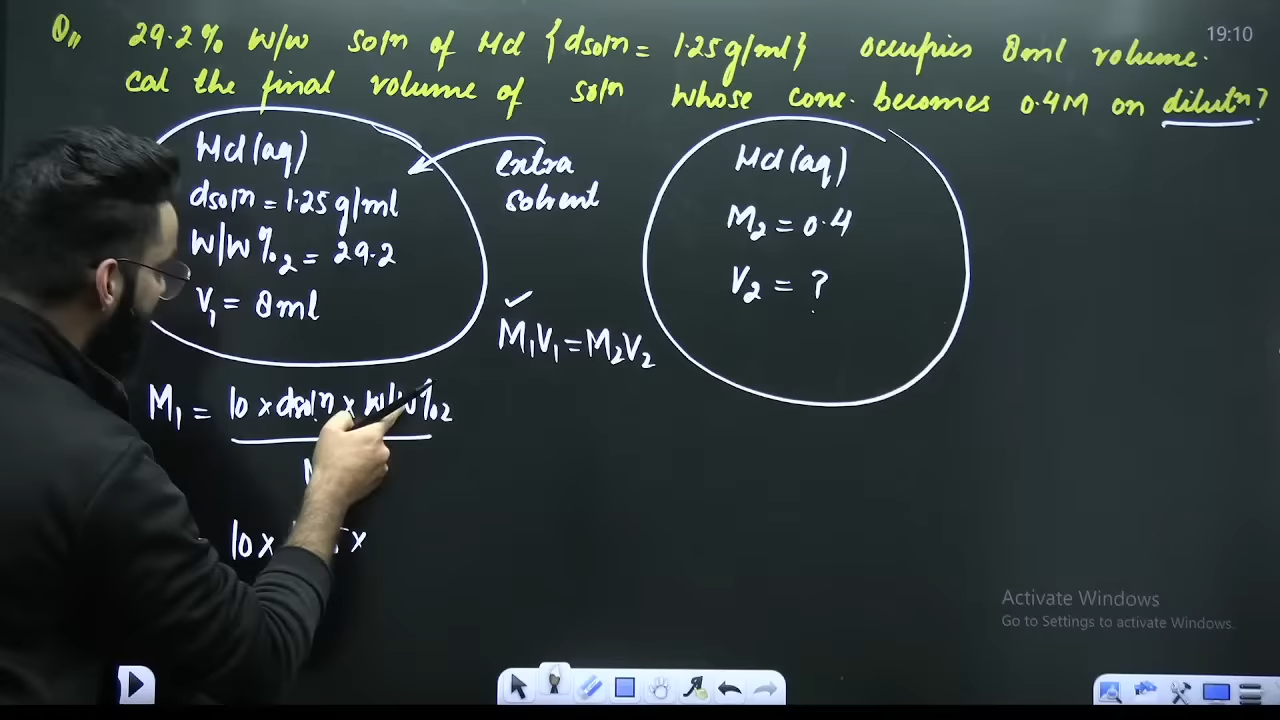 19:10
Q,, 29.2% w/w soln of Hcl {dsoln = 1.25g/ml} occupies 8ml volume.
cal the final volume of soln whose conc. becomes 0.4M on dilutn?
Hcl(aq)
dsoln = 1.25 g/ml
w/w%2 = 29.2
V1 = 8ml
extra
solvent
Hcl(aq)
M2 = 0.4
V2 = ?
✓
M1V1 = M2V2
M1 = 10 x dsoln x w/w%2
10 x
x
Activate Windows
Go to Settings to activate Windows.